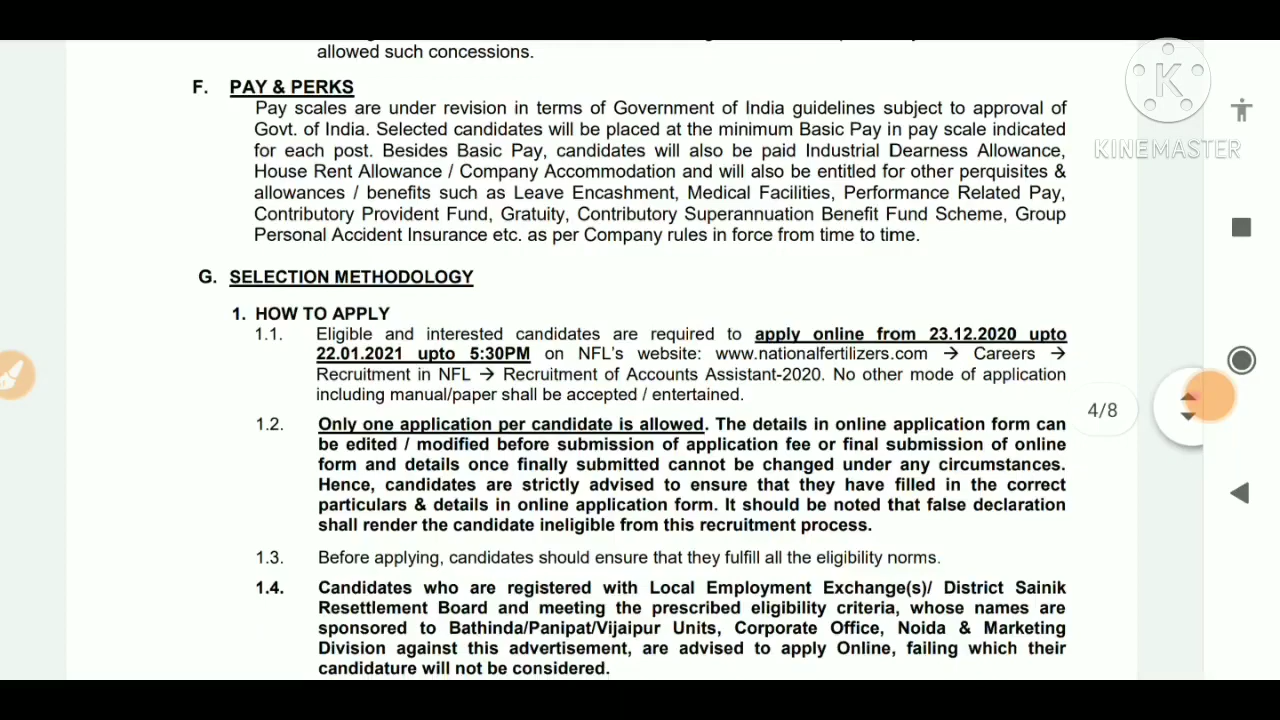 allowed such concessions.
F. PAY & PERKS
Pay scales are under revision in terms of Government of India guidelines subject to approval of
Govt. of India. Selected candidates will be placed at the minimum Basic Pay in pay scale indicated
for each post. Besides Basic Pay, candidates will also be paid Industrial Dearness Allowance,
House Rent Allowance / Company Accommodation and will also be entitled for other perquisites &
allowances / benefits such as Leave Encashment, Medical Facilities, Performance Related Pay,
Contributory Provident Fund, Gratuity, Contributory Superannuation Benefit Fund Scheme, Group
Personal Accident Insurance etc. as per Company rules in force from time to time.
G. SELECTION METHODOLOGY
1. HOW TO APPLY
1.1. Eligible and interested candidates are required to apply online from 23.12.2020 upto
22.01.2021 upto 5:30PM on NFL's website: www.nationalfertilizers.com → Careers →
Recruitment in NFL → Recruitment of Accounts Assistant-2020. No other mode of application
including manual/paper shall be accepted / entertained.
1.2. Only one application per candidate is allowed. The details in online application form can
be edited / modified before submission of application fee or final submission of online
form and details once finally submitted cannot be changed under any circumstances.
Hence, candidates are strictly advised to ensure that they have filled in the correct
particulars & details in online application form. It should be noted that false declaration
shall render the candidate ineligible from this recruitment process.
1.3. Before applying, candidates should ensure that they fulfill all the eligibility norms.
1.4. Candidates who are registered with Local Employment Exchange(s)/ District Sainik
Resettlement Board and meeting the prescribed eligibility criteria, whose names are
sponsored to Bathinda/Panipat/Vijaipur Units, Corporate Office, Noida & Marketing
Division against this advertisement, are advised to apply Online, failing which their
candidature will not be considered.
4/8
K
KINEMASTER